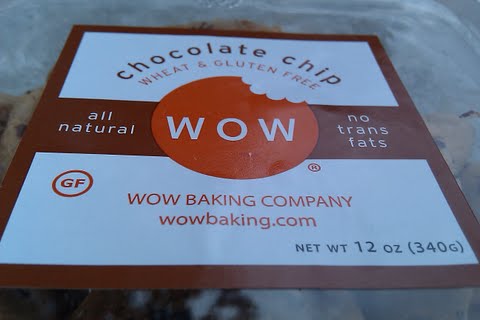 chocolate chip
WHEAT & GLUTEN FREE
all natural
WOW
®
no trans fats
GF
WOW BAKING COMPANY
wowbaking.com
NET WT 12 OZ (340G)